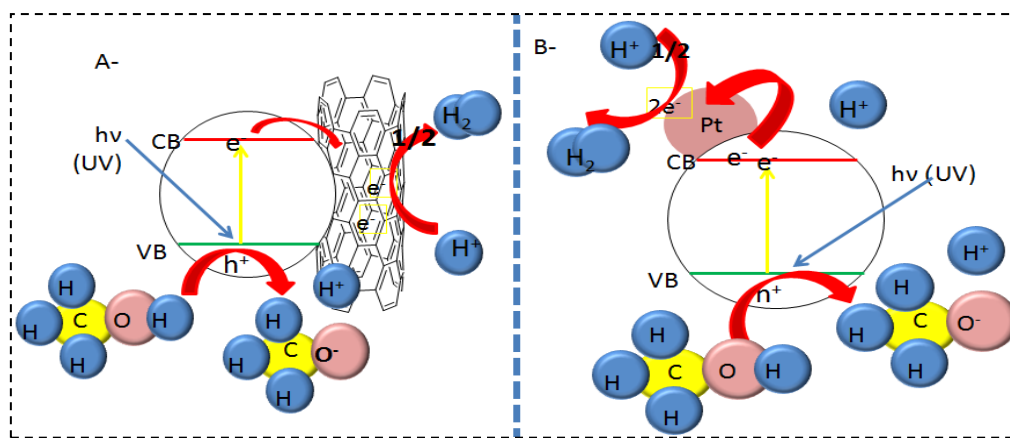 A-
hν
(UV)
CB
e⁻
1/2
H₂
e⁻
e⁻
H⁺
VB
h⁺
H⁺
H
H
C
O
H
H
H
H
C
O⁻
H
B-
H⁺
1/2
2e⁻
Pt
H⁺
H₂
CB
e⁻
e⁻
hν (UV)
VB
h⁺
H⁺
H
H
C
O⁻
H
H
H
C
O
H
H